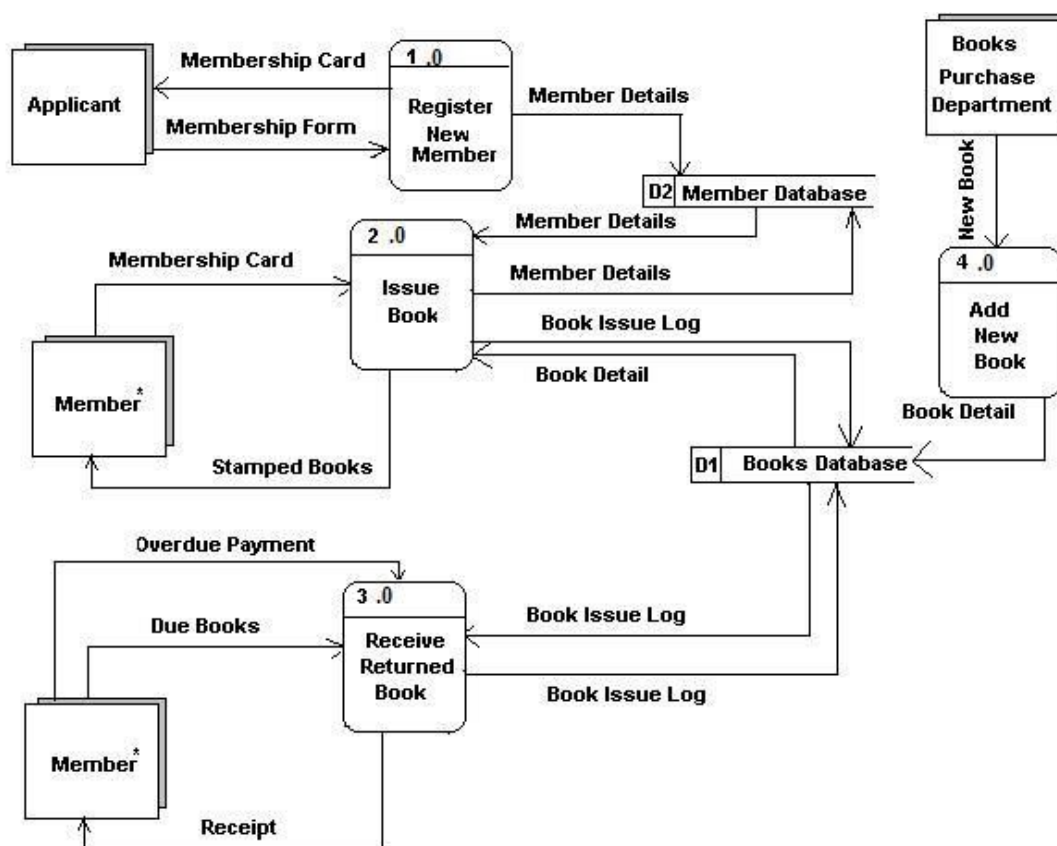 Membership Card
Applicant
Membership Form
1 .0
Register
New
Member
Member Details
Books
Purchase
Department
New Book
D2 Member Database
Member Details
2 .0
Issue
Book
Membership Card
Member Details
Book Issue Log
Book Detail
4 .0
Add
New
Book
Book Detail
Member*
Stamped Books
D1 Books Database
Overdue Payment
3 .0
Receive
Returned
Book
Due Books
Book Issue Log
Book Issue Log
Member*
Receipt